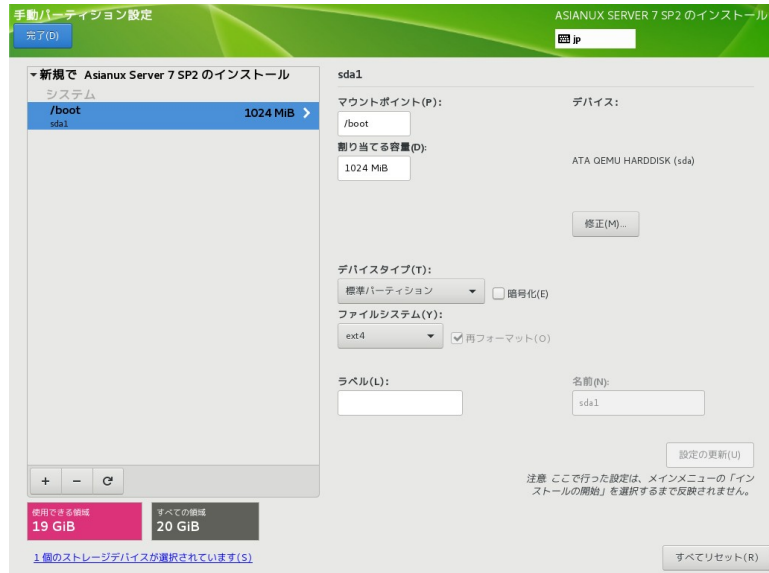 手動パーティション設定
ASIANUX SERVER 7 SP2 のインストール
完了(D)
jp
新規で Asianux Server 7 SP2 のインストール
システム
/boot
1024 MiB
sda1
sda1
マウントポイント(P):
デバイス:
/boot
割り当てる容量(D):
1024 MiB
ATA QEMU HARDDISK (sda)
修正(M)...
デバイスタイプ(T):
標準パーティション
暗号化(E)
ファイルシステム(Y):
ext4
再フォーマット(O)
ラベル(L):
名前(N):
sda1
設定の更新(U)
注意: ここで行った設定は、メインメニューの「イン
ストールの開始」を選択するまで反映されません。
+ −
使用できる領域
19 GiB
すべての領域
20 GiB
1 個のストレージデバイスが選択されています(S)
すべてリセット(R)